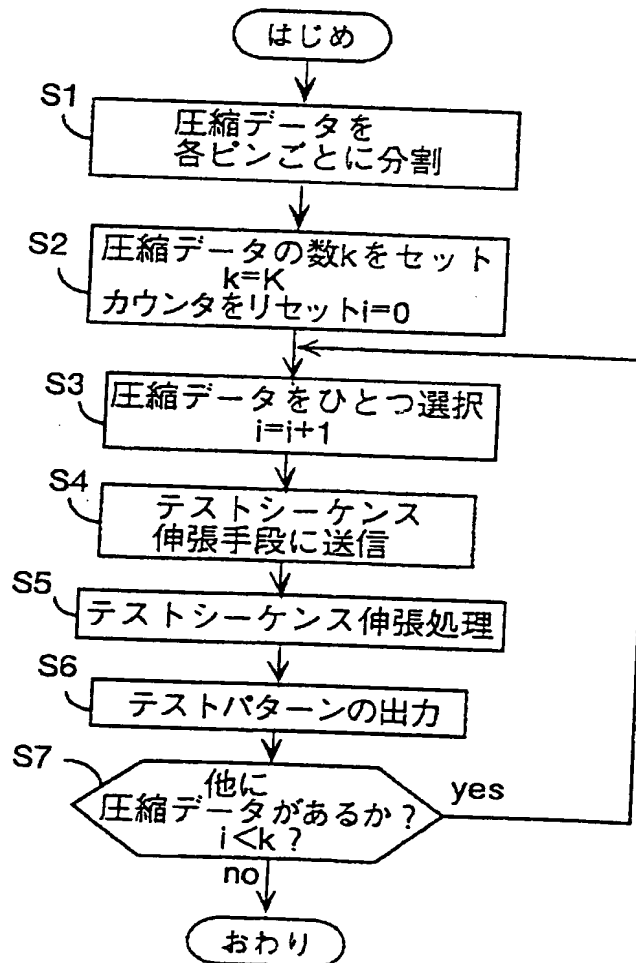 はじめ
S1
圧縮データを
各ピンごとに分割
S2
圧縮データの数kをセット
k=K
カウンタをリセットi=0
S3
圧縮データをひとつ選択
i=i+1
S4
テストシーケンス
伸張手段に送信
S5
テストシーケンス伸張処理
S6
テストパターンの出力
S7
他に
圧縮データがあるか?
i<k?
yes
no
おわり